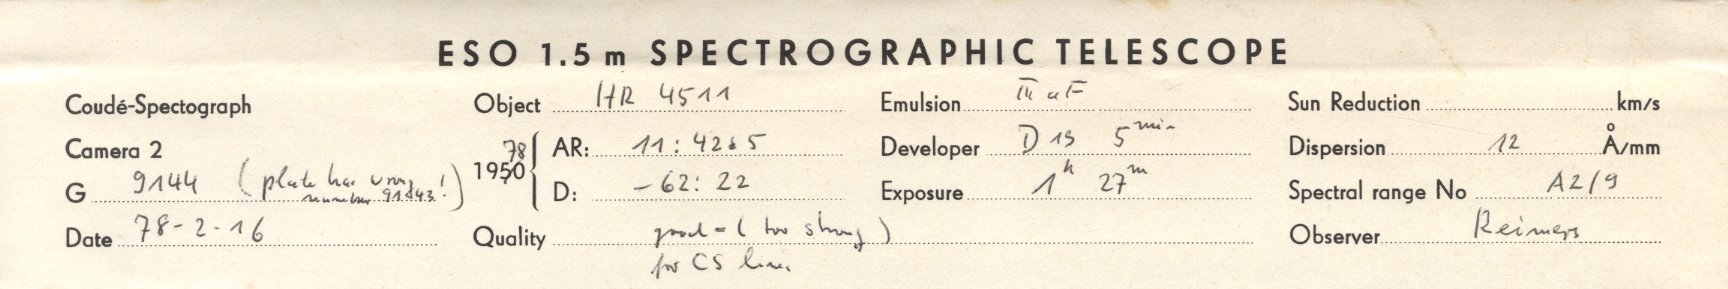 ESO 1.5 m SPECTROGRAPHIC TELESCOPE
Coudé-Spectograph
Camera 2
G 9144 (plate has wrong number 9143!)
Date 78-2-16
Object HR 4511
1950 78
AR: 11:42.5
D: -62:22
Quality good - (too strong) for CS line.
Emulsion III a F
Developer D 19 5 min
Exposure 1h 27m
Sun Reduction km/s
Dispersion 12 Å/mm
Spectral range No A2/9
Observer Reimers